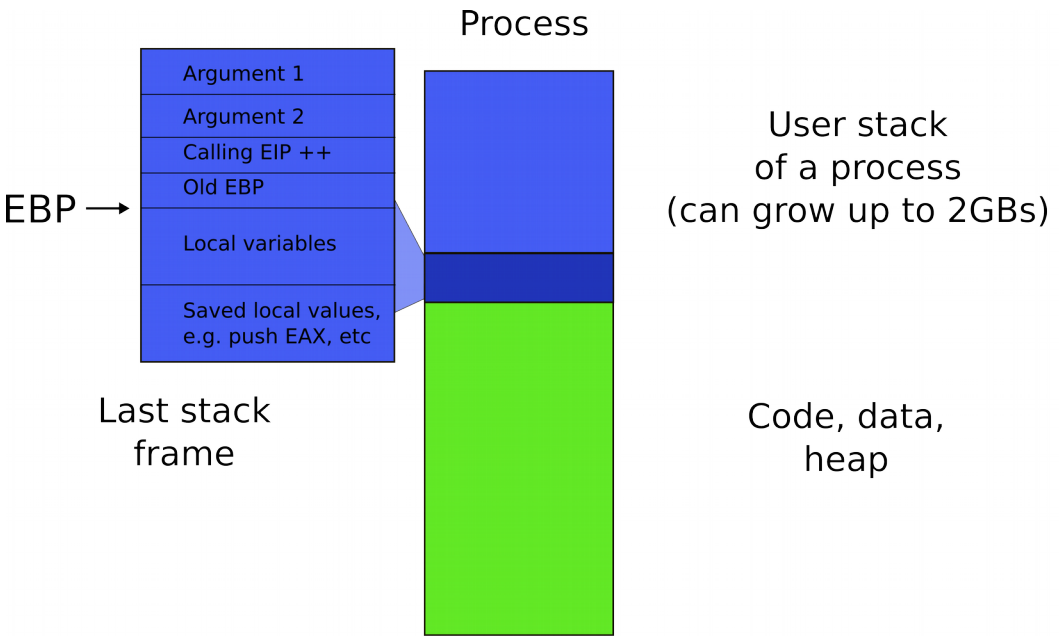 Process
Argument 1
Argument 2
Calling EIP ++
Old EBP
EBP
Local variables
Saved local values,
e.g. push EAX, etc
Last stack
frame
User stack
of a process
(can grow up to 2GBs)
Code, data,
heap